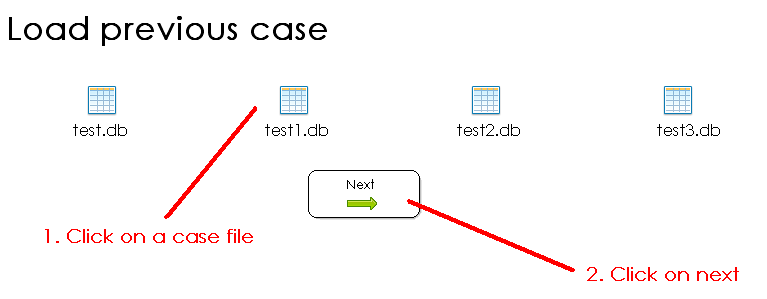 Load previous case
test.db
test1.db
test2.db
test3.db
Next
1. Click on a case file
2. Click on next